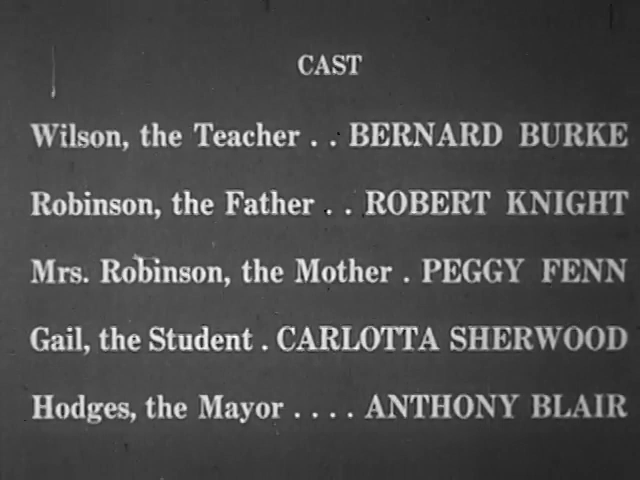 CAST
Wilson, the Teacher . . BERNARD BURKE
Robinson, the Father . . ROBERT KNIGHT
Mrs. Robinson, the Mother . PEGGY FENN
Gail, the Student . CARLOTTA SHERWOOD
Hodges, the Mayor . . . . ANTHONY BLAIR